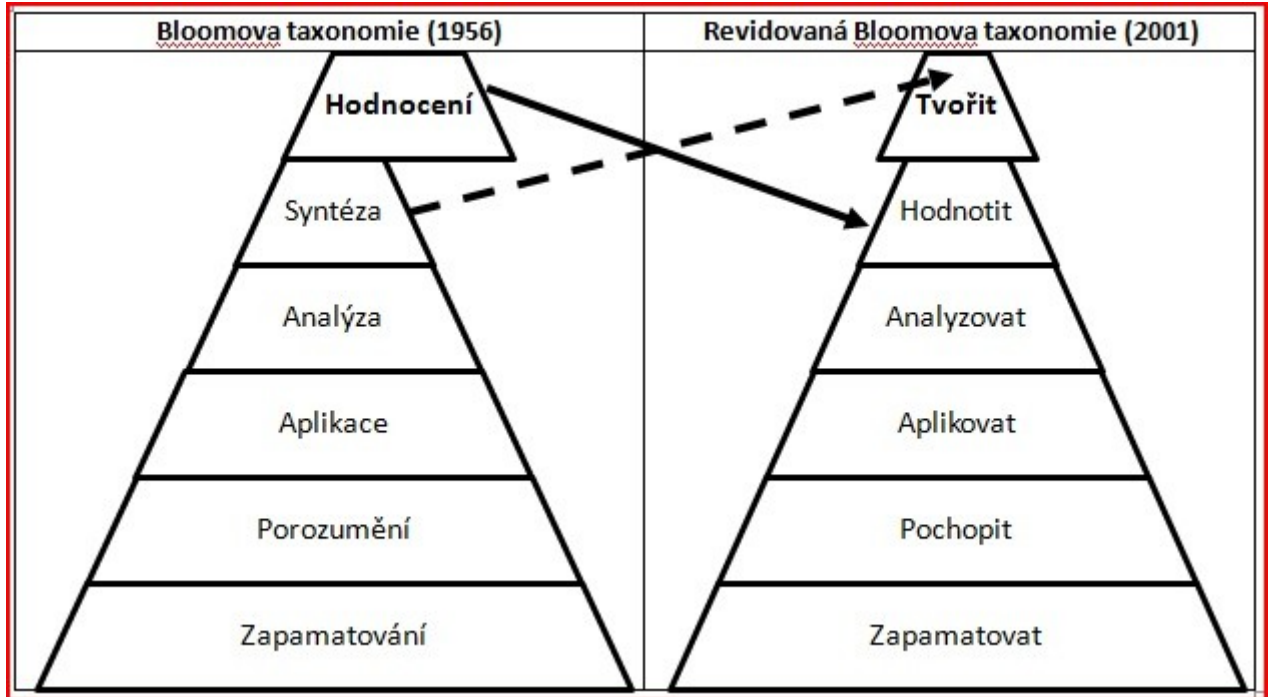 Bloomova taxonomie (1956)
Revidovaná Bloomova taxonomie (2001)
Hodnocení
Syntéza
Analýza
Aplikace
Porozumění
Zapamatování
Tvořit
Hodnotit
Analyzovat
Aplikovat
Pochopit
Zapamatovat